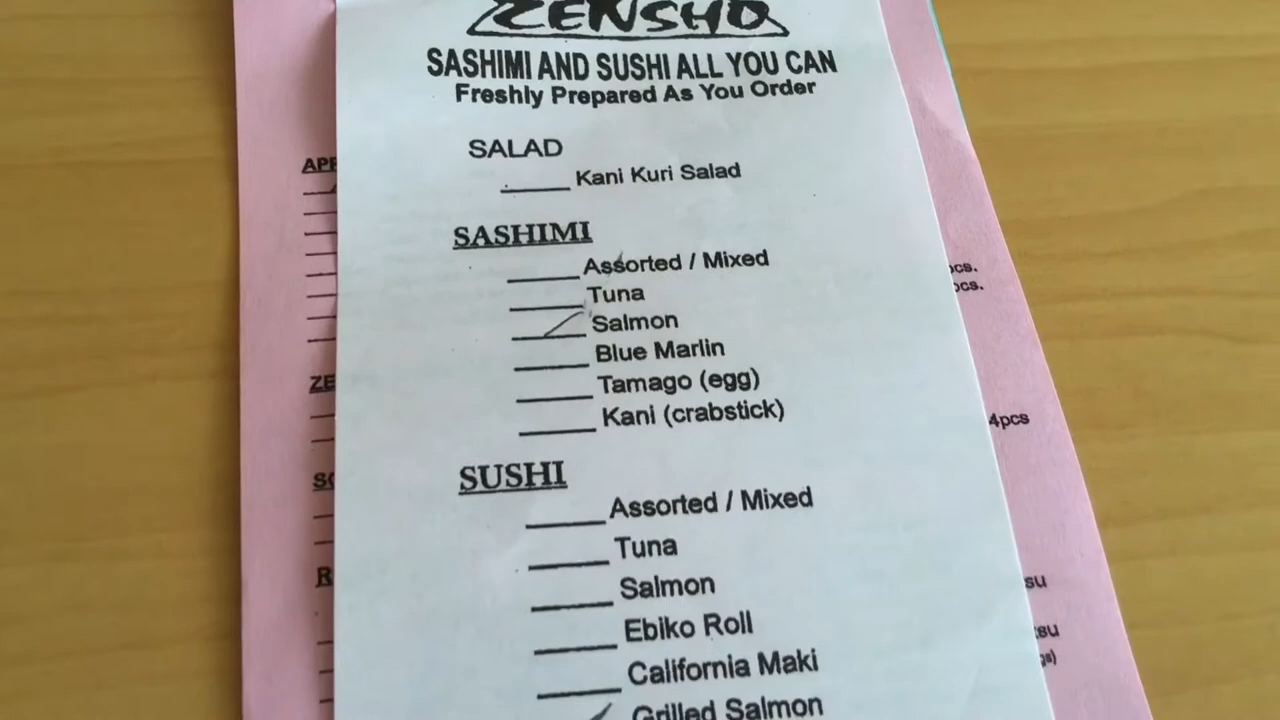 ZENSHO
SASHIMI AND SUSHI ALL YOU CAN
Freshly Prepared As You Order
SALAD
Kani Kuri Salad
SASHIMI
Assorted / Mixed
Tuna
Salmon
Blue Marlin
Tamago (egg)
Kani (crabstick)
SUSHI
Assorted / Mixed
Tuna
Salmon
Ebiko Roll
California Maki
Grilled Salmon
4pcs